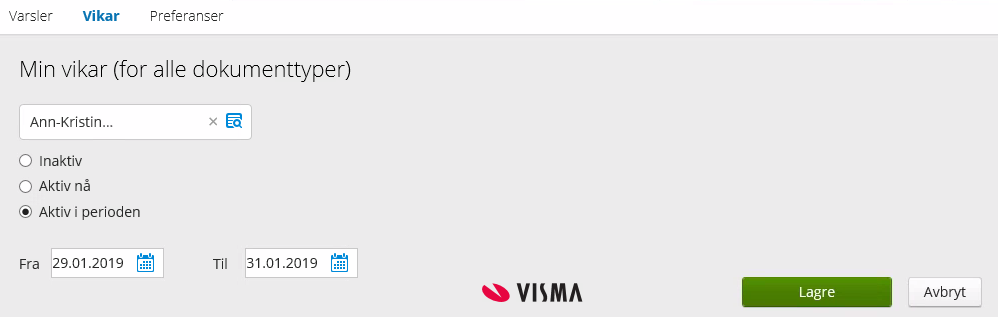 Varsler Vikar Preferanser
Min vikar (for alle dokumenttyper)
Ann-Kristin...
Inaktiv
Aktiv nå
Aktiv i perioden
Fra 29.01.2019 Til 31.01.2019
VISMA Lagre Avbryt